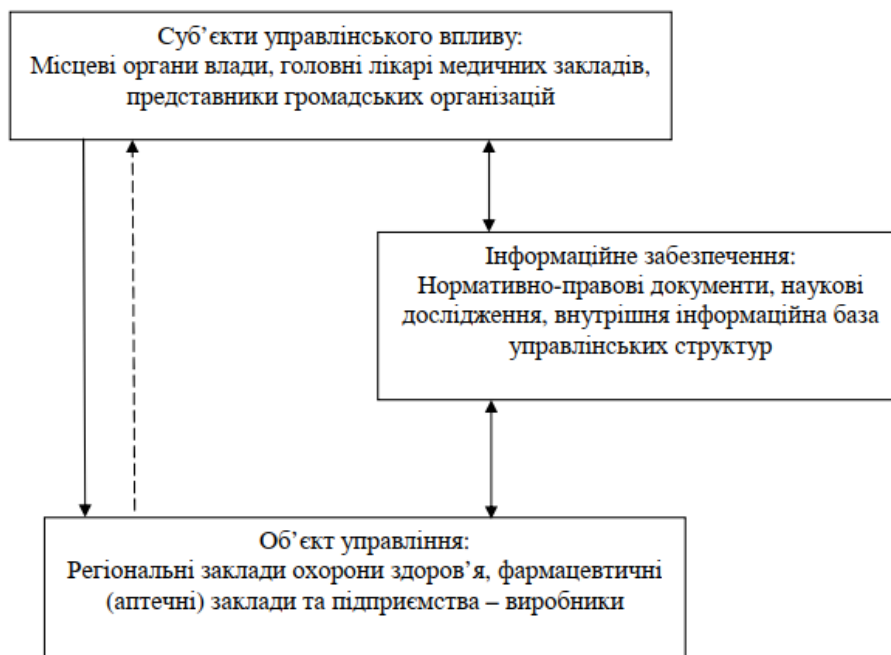 Суб’єкти управлінського впливу:
Місцеві органи влади, головні лікарі медичних закладів,
представники громадських організацій
Інформаційне забезпечення:
Нормативно-правові документи, наукові
дослідження, внутрішня інформаційна база
управлінських структур
Об’єкт управління:
Регіональні заклади охорони здоров’я, фармацевтичні
(аптечні) заклади та підприємства – виробники